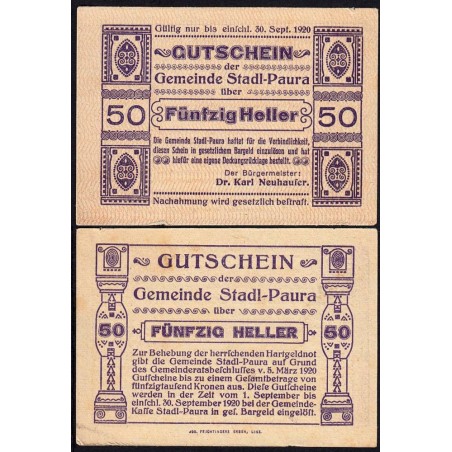 Gültig nur bis einschl. 30. Sept. 1920
GUTSCHEIN
der
Gemeinde Stadl-Paura
über
50 Fünfzig Heller 50
Die Gemeinde Stadl-Paura haftet für die Verbindlichkeit,
diesen Schein in gesetzlichem Bargeld einzulösen und hat
hiefür eine eigene Deckungsrücklage bestellt.
Der Bürgermeister:
Dr. Karl Neuhauser.
Nachahmung wird gesetzlich bestraft.
GUTSCHEIN
der
Gemeinde Stadl-Paura
über
50 FÜNFZIG HELLER 50
Zur Behebung der herrschenden Hartgeldnot
gibt die Gemeinde Stadl-Paura auf Grund
des Gemeinderatsbeschlusses v. 5. März 1920
Gutscheine bis zu einem Gesamtbetrage von
fünfzigtausend Kronen aus. Diese Gutscheine
werden in der Zeit vom 1. September bis
einschl. 30. September 1920 bei der Gemeinde-
Kasse Stadl-Paura in ges. Bargeld eingelöst.
JOS. FEICHTINGERS ERBEN, LINZ.